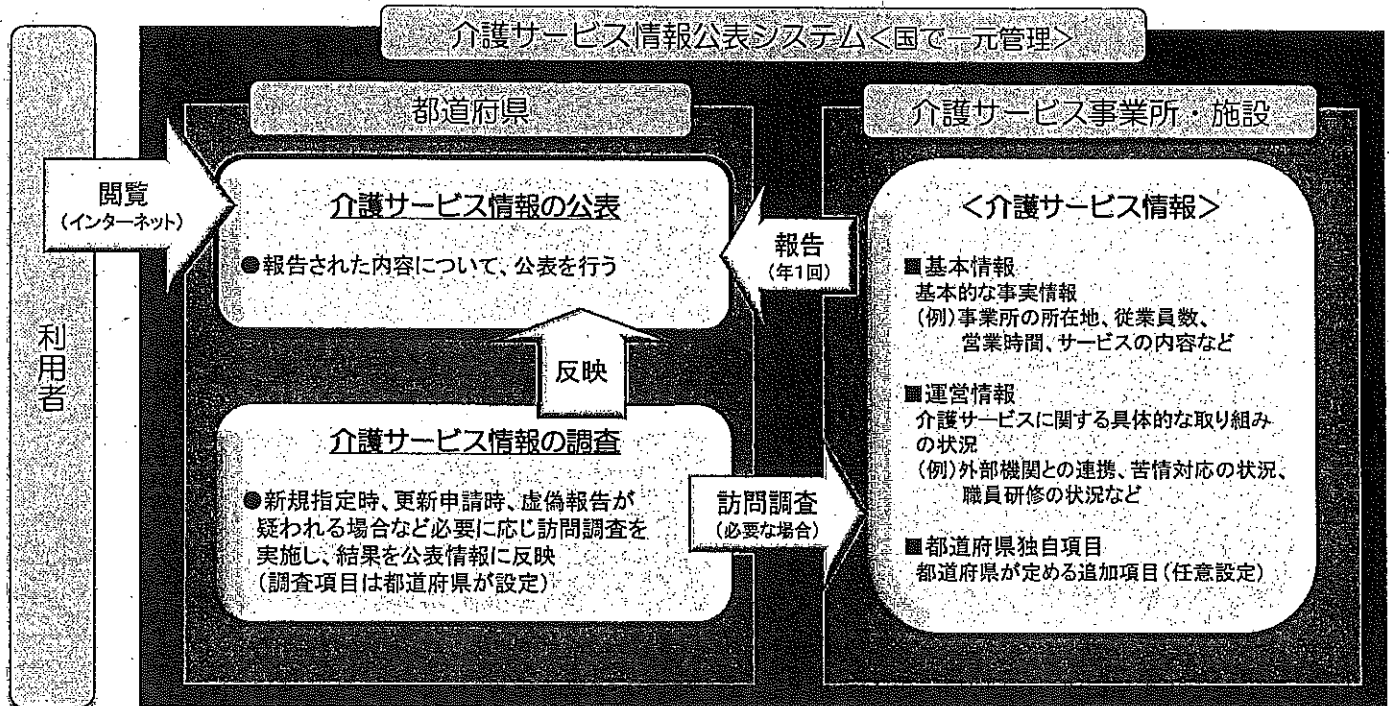 介護サービス情報公表システム<国で一元管理>
利用者
都道府県
介護サービス事業所・施設
閲覧
(インターネット)
介護サービス情報の公表
●報告された内容について、公表を行う
報告
(年1回)
反映
介護サービス情報の調査
●新規指定時、更新申請時、虚偽報告が
疑われる場合など必要に応じ訪問調査を
実施し、結果を公表情報に反映
(調査項目は都道府県が設定)
訪問調査
(必要な場合)
<介護サービス情報>
■基本情報
基本的な事実情報
(例)事業所の所在地、従業員数、
営業時間、サービスの内容など
■運営情報
介護サービスに関する具体的な取り組み
の状況
(例)外部機関との連携、苦情対応の状況、
職員研修の状況など
■都道府県独自項目
都道府県が定める追加項目(任意設定)